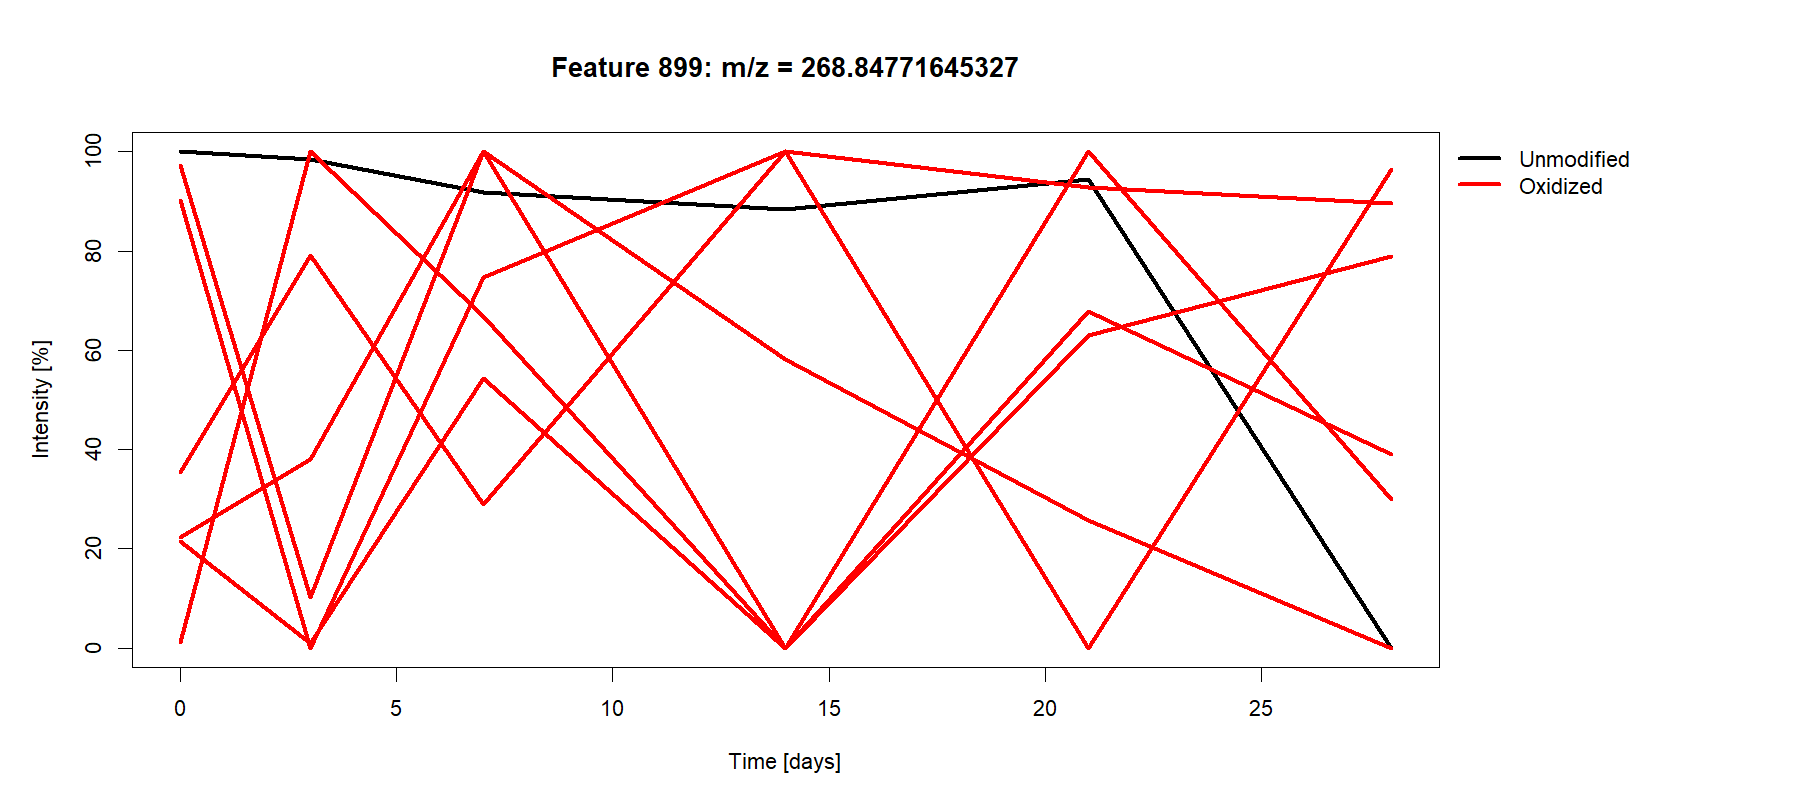 Feature 899: m/z = 268.84771645327
Unmodified
Oxidized
Intensity [%]
100
80
60
40
20
0
0 5 10 15 20 25
Time [days]